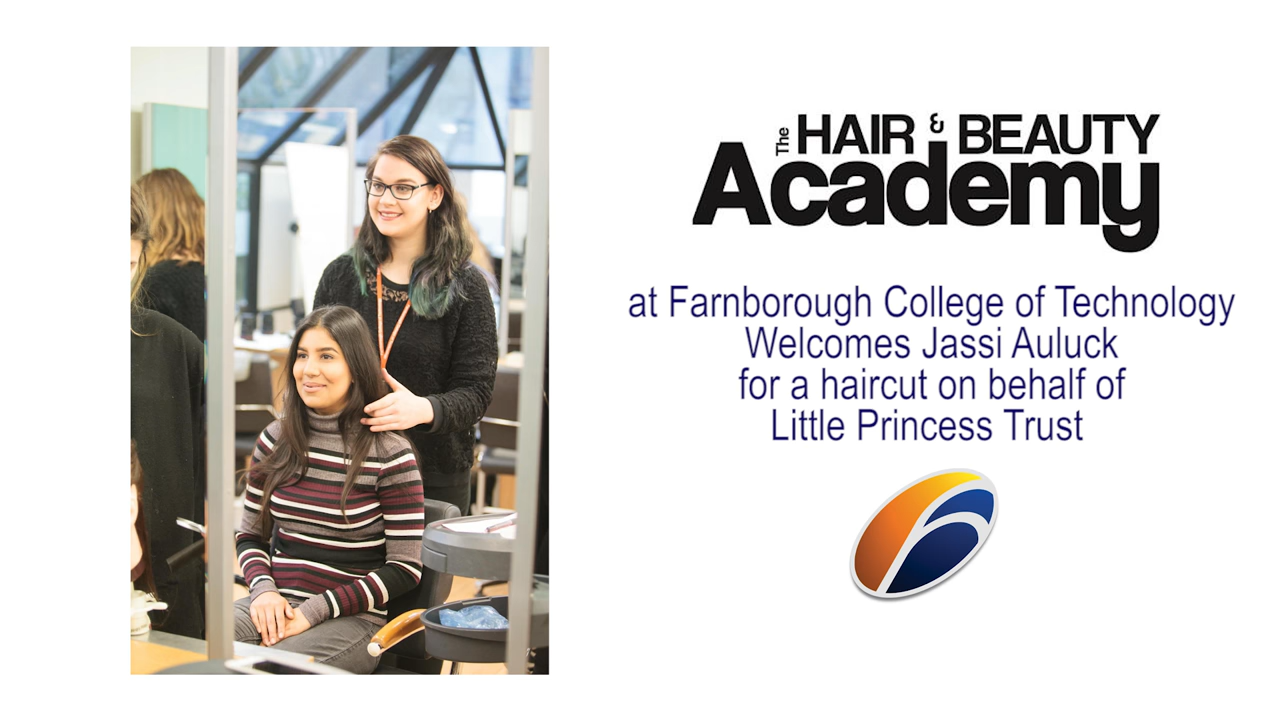 The HAIR & BEAUTY
Academy
at Farnborough College of Technology
Welcomes Jassi Auluck
for a haircut on behalf of
Little Princess Trust